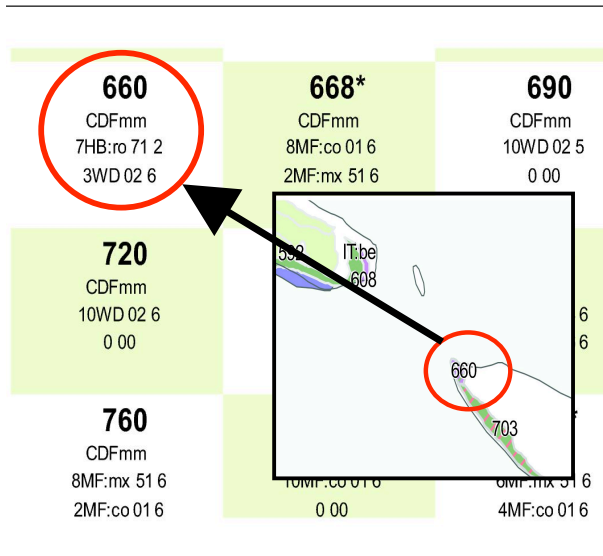 660
CDFmm
7HB:ro 71 2
3WD 02 6
668*
CDFmm
8MF:co 01 6
2MF:mx 51 6
690
CDFmm
10WD 02 5
0 00
720
CDFmm
10WD 02 6
0 00
592
IT:be
608
660
703
6
6
760
CDFmm
8MF:mx 51 6
2MF:co 01 6
10MF:co 01 6
0 00
6MF:mx 51 6
4MF:co 01 6